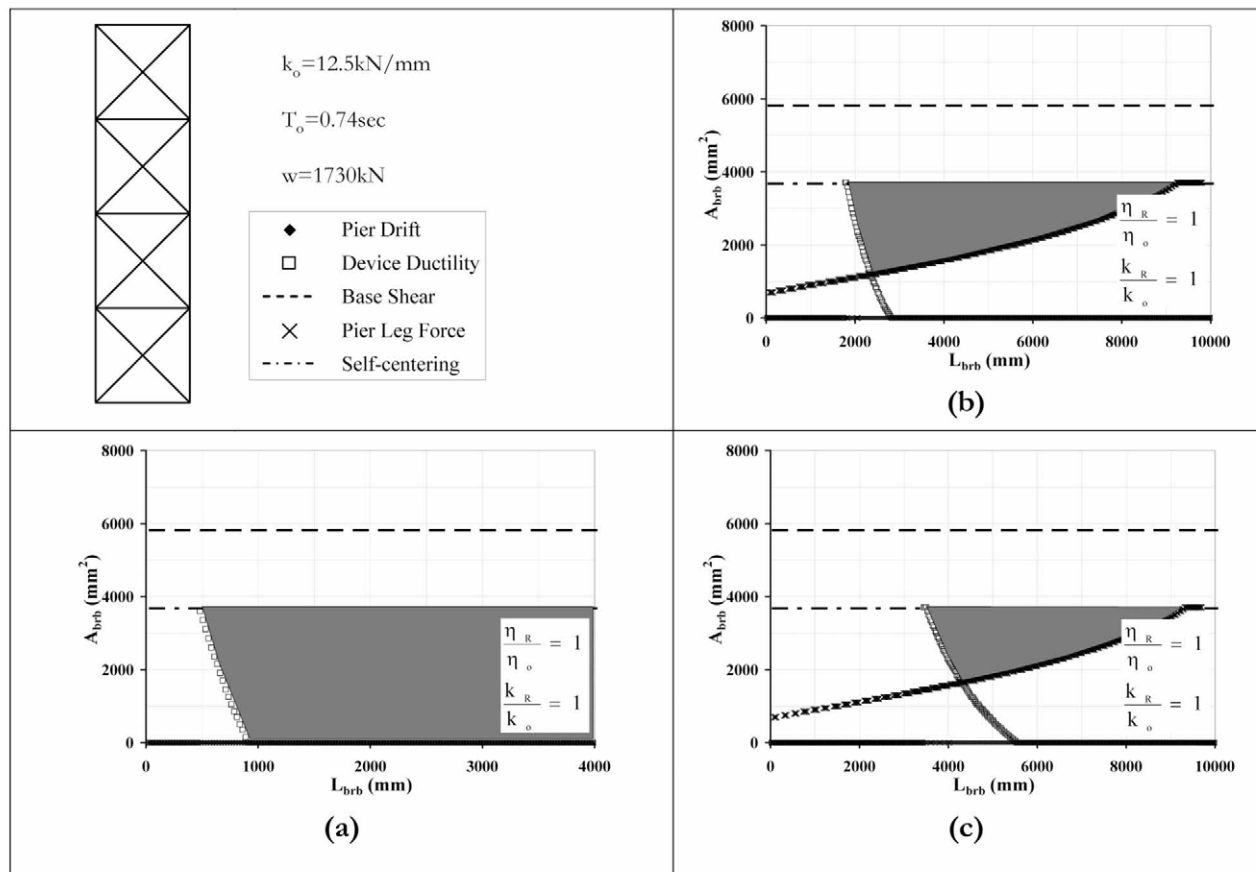 kₒ=12.5kN/mm
Tₒ=0.74sec
w=1730kN
Pier Drift
Device Ductility
Base Shear
Pier Leg Force
Self-centering
8000
6000
4000
2000
0
A_brb (mm²)
0 2000 4000 6000 8000 10000
L_brb (mm)
η_R / η_o = 1
k_R / k_o = 1
(b)
8000
6000
4000
2000
0
A_brb (mm²)
0 1000 2000 3000 4000
L_brb (mm)
η_R / η_o = 1
k_R / k_o = 1
(a)
8000
6000
4000
2000
0
A_brb (mm²)
0 2000 4000 6000 8000 10000
L_brb (mm)
η_R / η_o = 1
k_R / k_o = 1
(c)